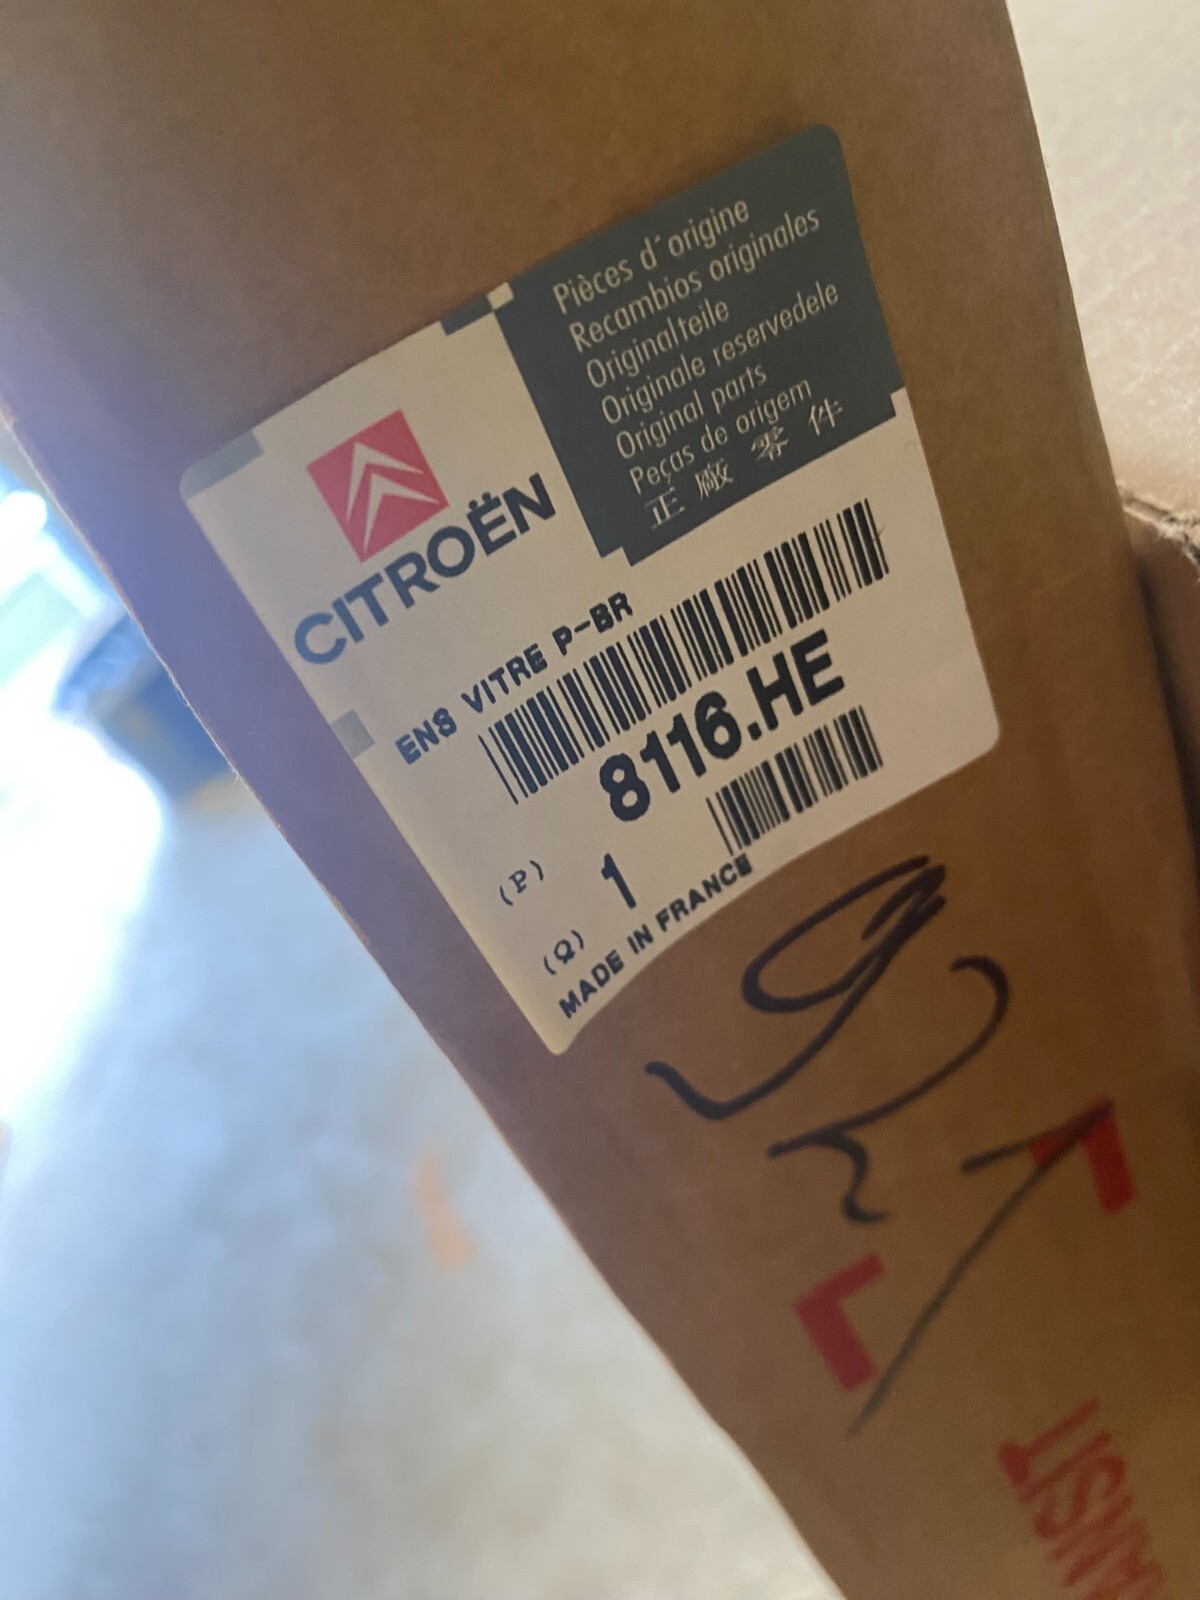 Pièces d'origine
Recambios originales
Originalteile
Originale reservedele
Original parts
Peças de origem
正廠零件
CITROËN
ENS VITRE P-BR
8116.HE
(P)
(Q) 1
MADE IN FRANCE